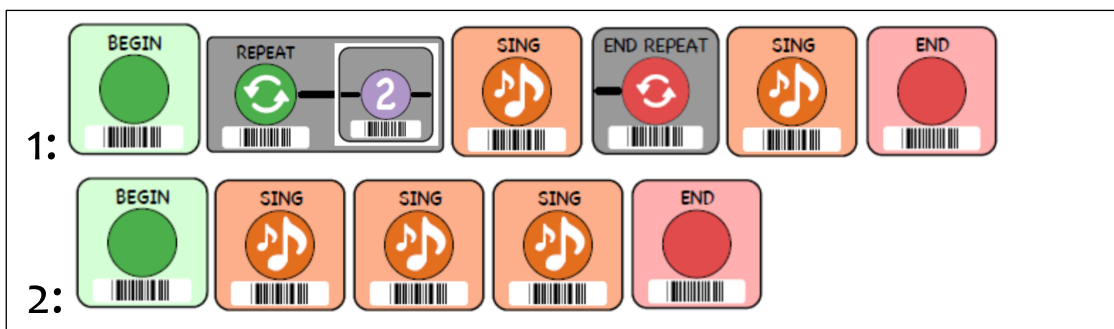 BEGIN REPEAT 2 SING END REPEAT SING END
1:
BEGIN SING SING SING END
2: